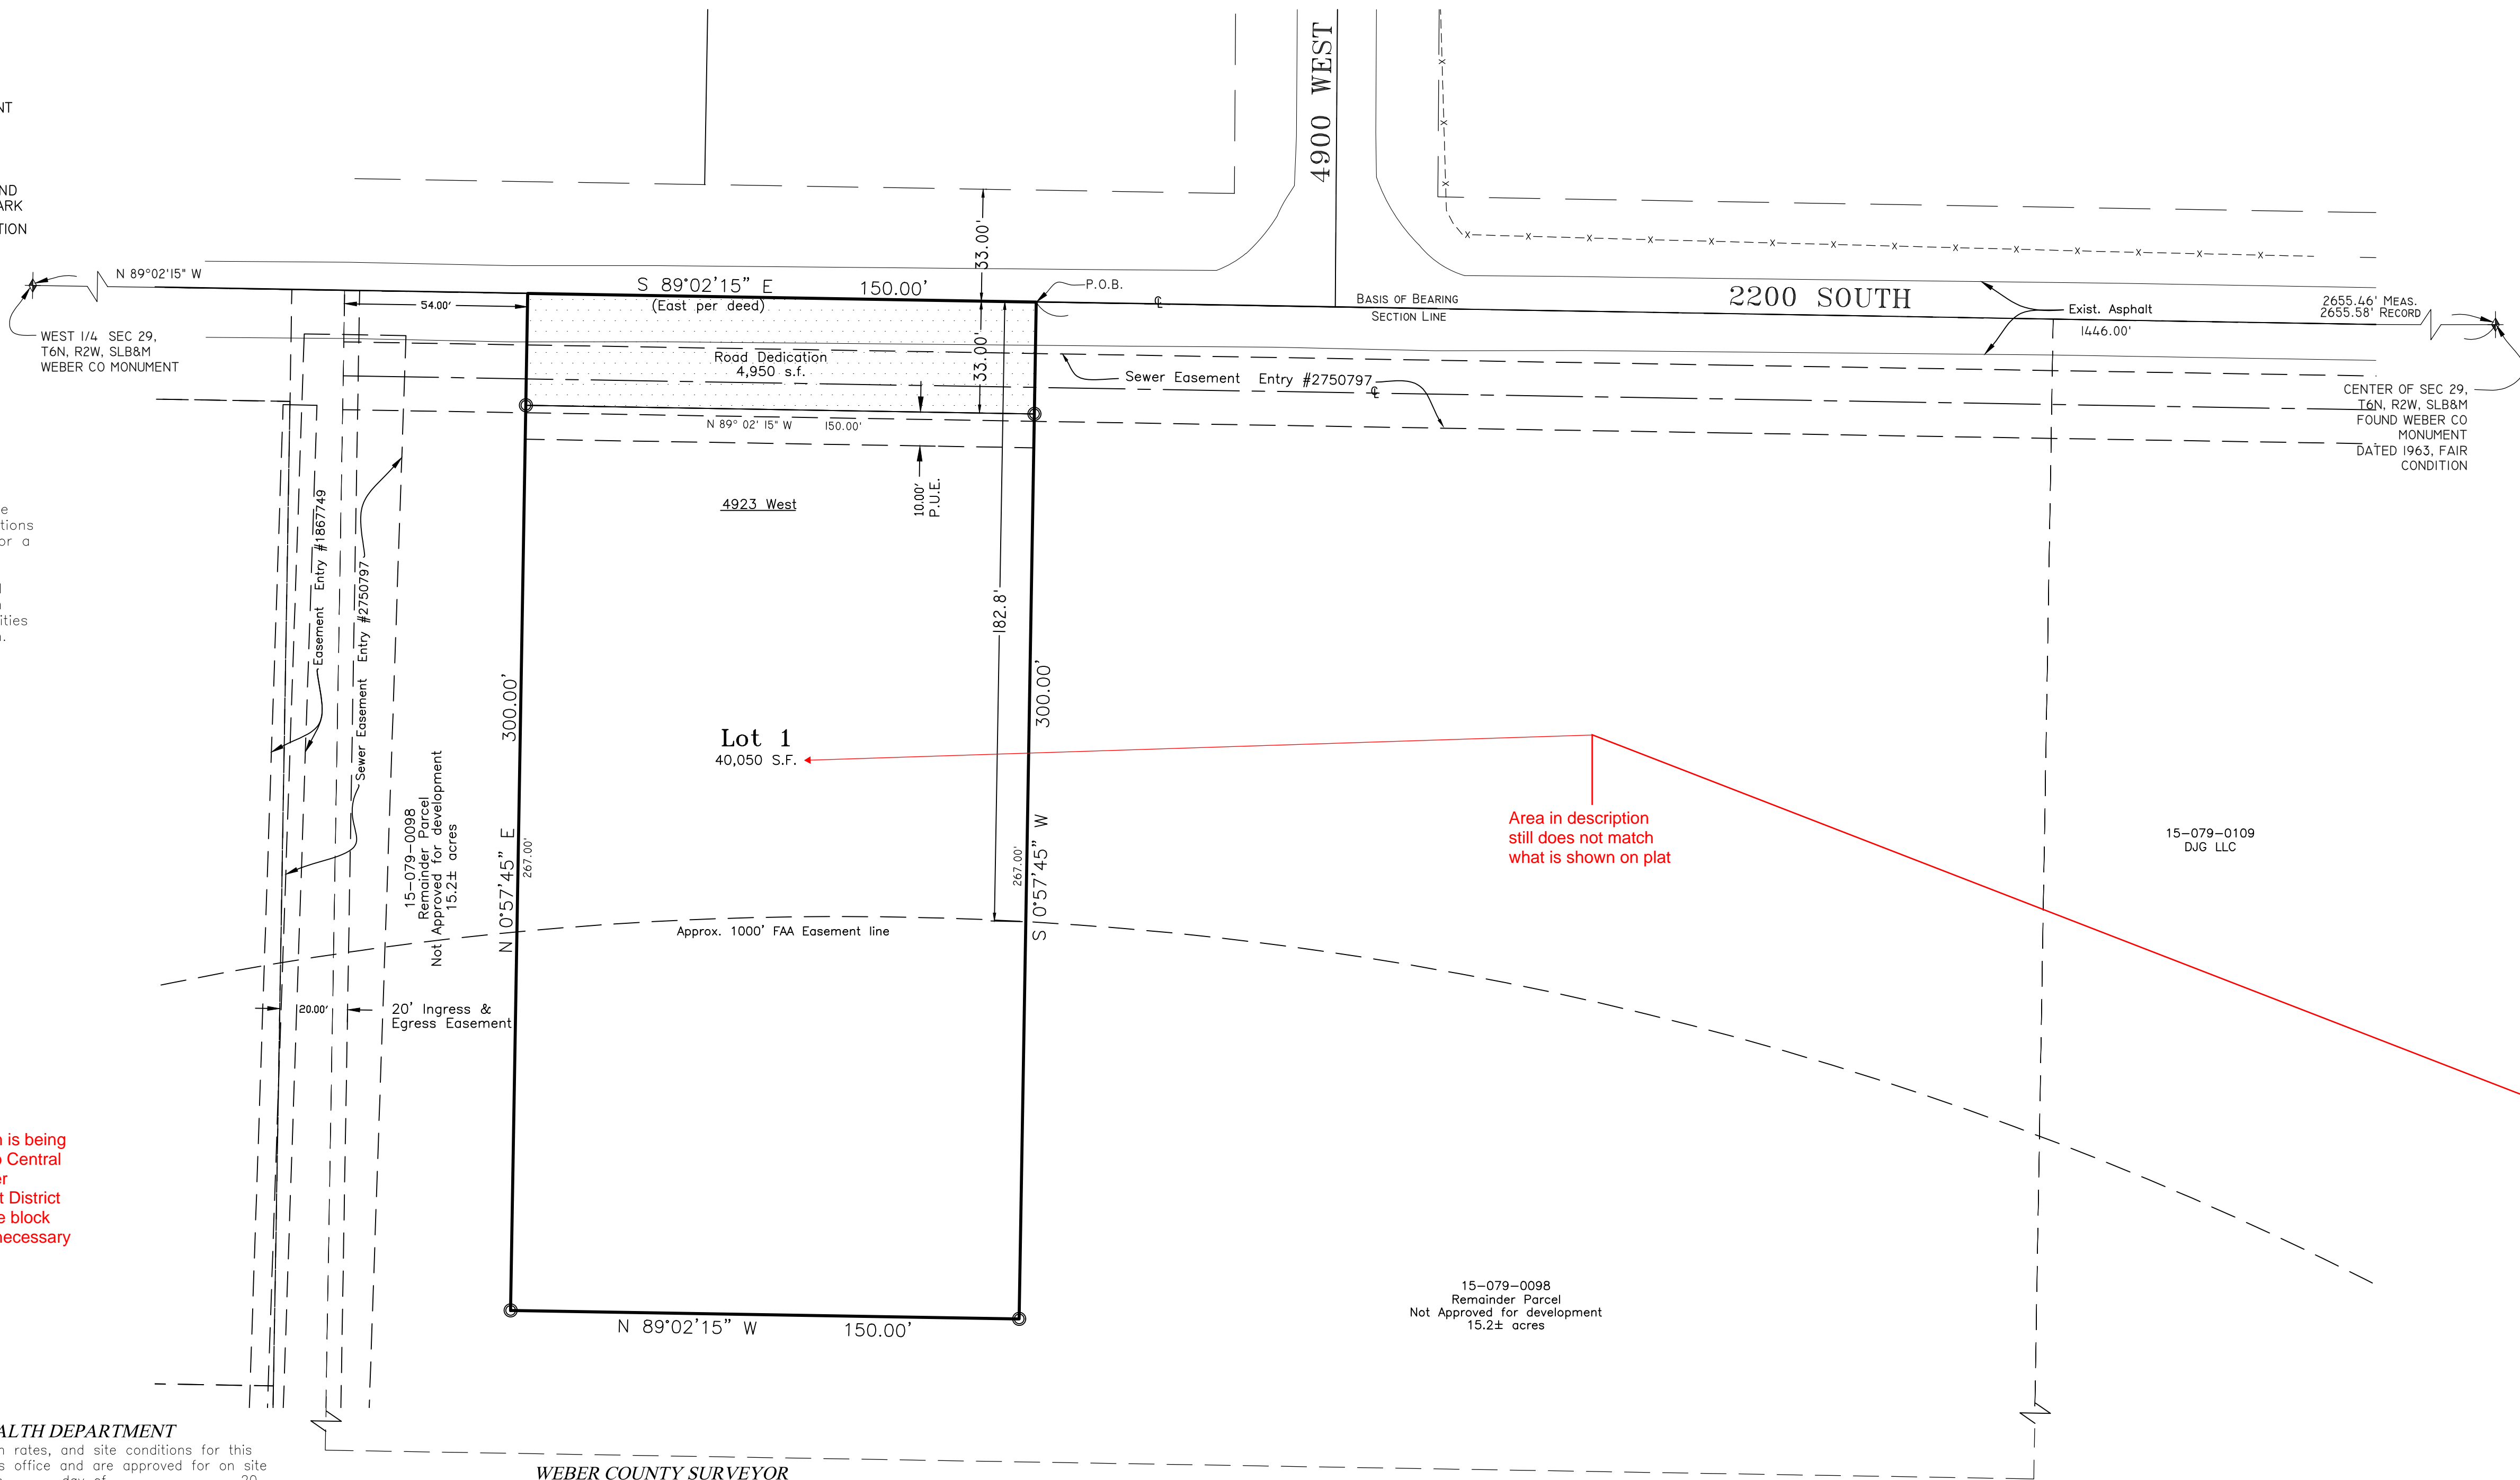 NT
ND
ARK
TION
4900 WEST
N 89°02'15" W
WEST 1/4 SEC 29,
T6N, R2W, SLB&M
WEBER CO MONUMENT
54.00'
S 89°02'15" E 150.00'
(East per deed)
33.00'
P.O.B.
BASIS OF BEARING
SECTION LINE
2200 SOUTH
Exist. Asphalt
1446.00'
2655.46' MEAS.
2655.58' RECORD
Road Dedication
4,950 s.f.
33.00'
Sewer Easement Entry #2750797
CENTER OF SEC 29,
T6N, R2W, SLB&M
FOUND WEBER CO
MONUMENT
DATED 1963, FAIR
CONDITION
N 89° 02' 15" W 150.00'
10.00'
P.U.E.
4923 West
e
tions
or a
ities
Easement Entry #1867749
Sewer Easement Entry #2750797
182.8'
300.00'
300.00'
Lot 1
40,050 S.F.
15-079-0098
Remainder Parcel
Not Approved for development
15.2± acres
N 0°57'45" E
267.00'
267.00'
S 0°57'45" W
Area in description
still does not match
what is shown on plat
15-079-0109
DJG LLC
Approx. 1000' FAA Easement line
20.00'
20' Ingress &
Egress Easement
n is being
o Central
er
t District
e block
necessary
15-079-0098
Remainder Parcel
Not Approved for development
15.2± acres
N 89°02'15" W 150.00'
ALTH DEPARTMENT
n rates, and site conditions for this
s office and are approved for on site
day of 20
WEBER COUNTY SURVEYOR